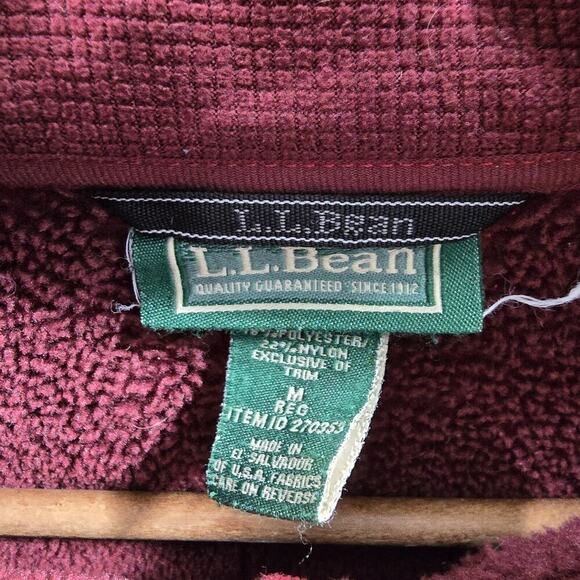 L.L.Bean
L.L.Bean
QUALITY GUARANTEED SINCE 1912
78% POLYESTER/
22% NYLON
EXCLUSIVE OF
TRIM
M
REG
ITEM ID 270353
MADE IN
EL SALVADOR
OF U.S.A. FABRICS
CARE ON REVERSE